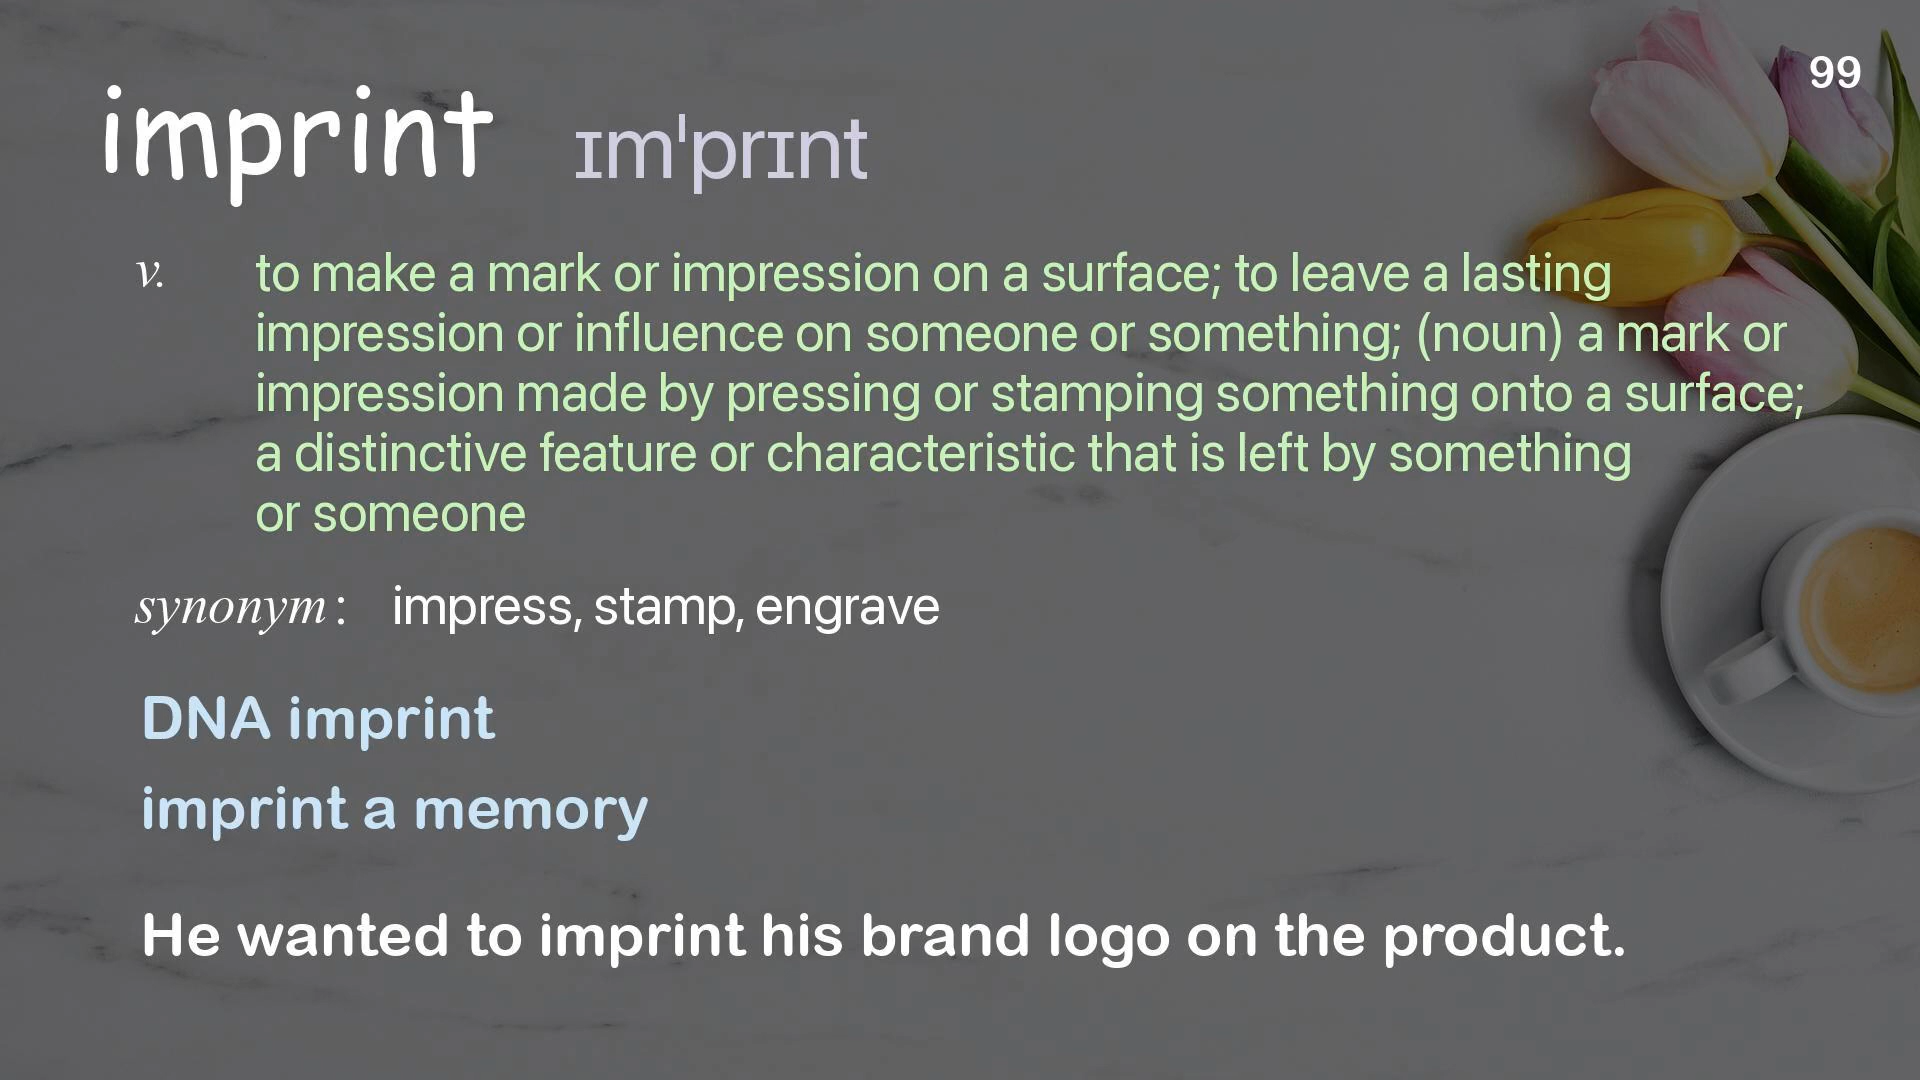 99
imprint ɪmˈprɪnt
v. to make a mark or impression on a surface; to leave a lasting
impression or influence on someone or something; (noun) a mark or
impression made by pressing or stamping something onto a surface;
a distinctive feature or characteristic that is left by something
or someone
synonym: impress, stamp, engrave
DNA imprint
imprint a memory
He wanted to imprint his brand logo on the product.